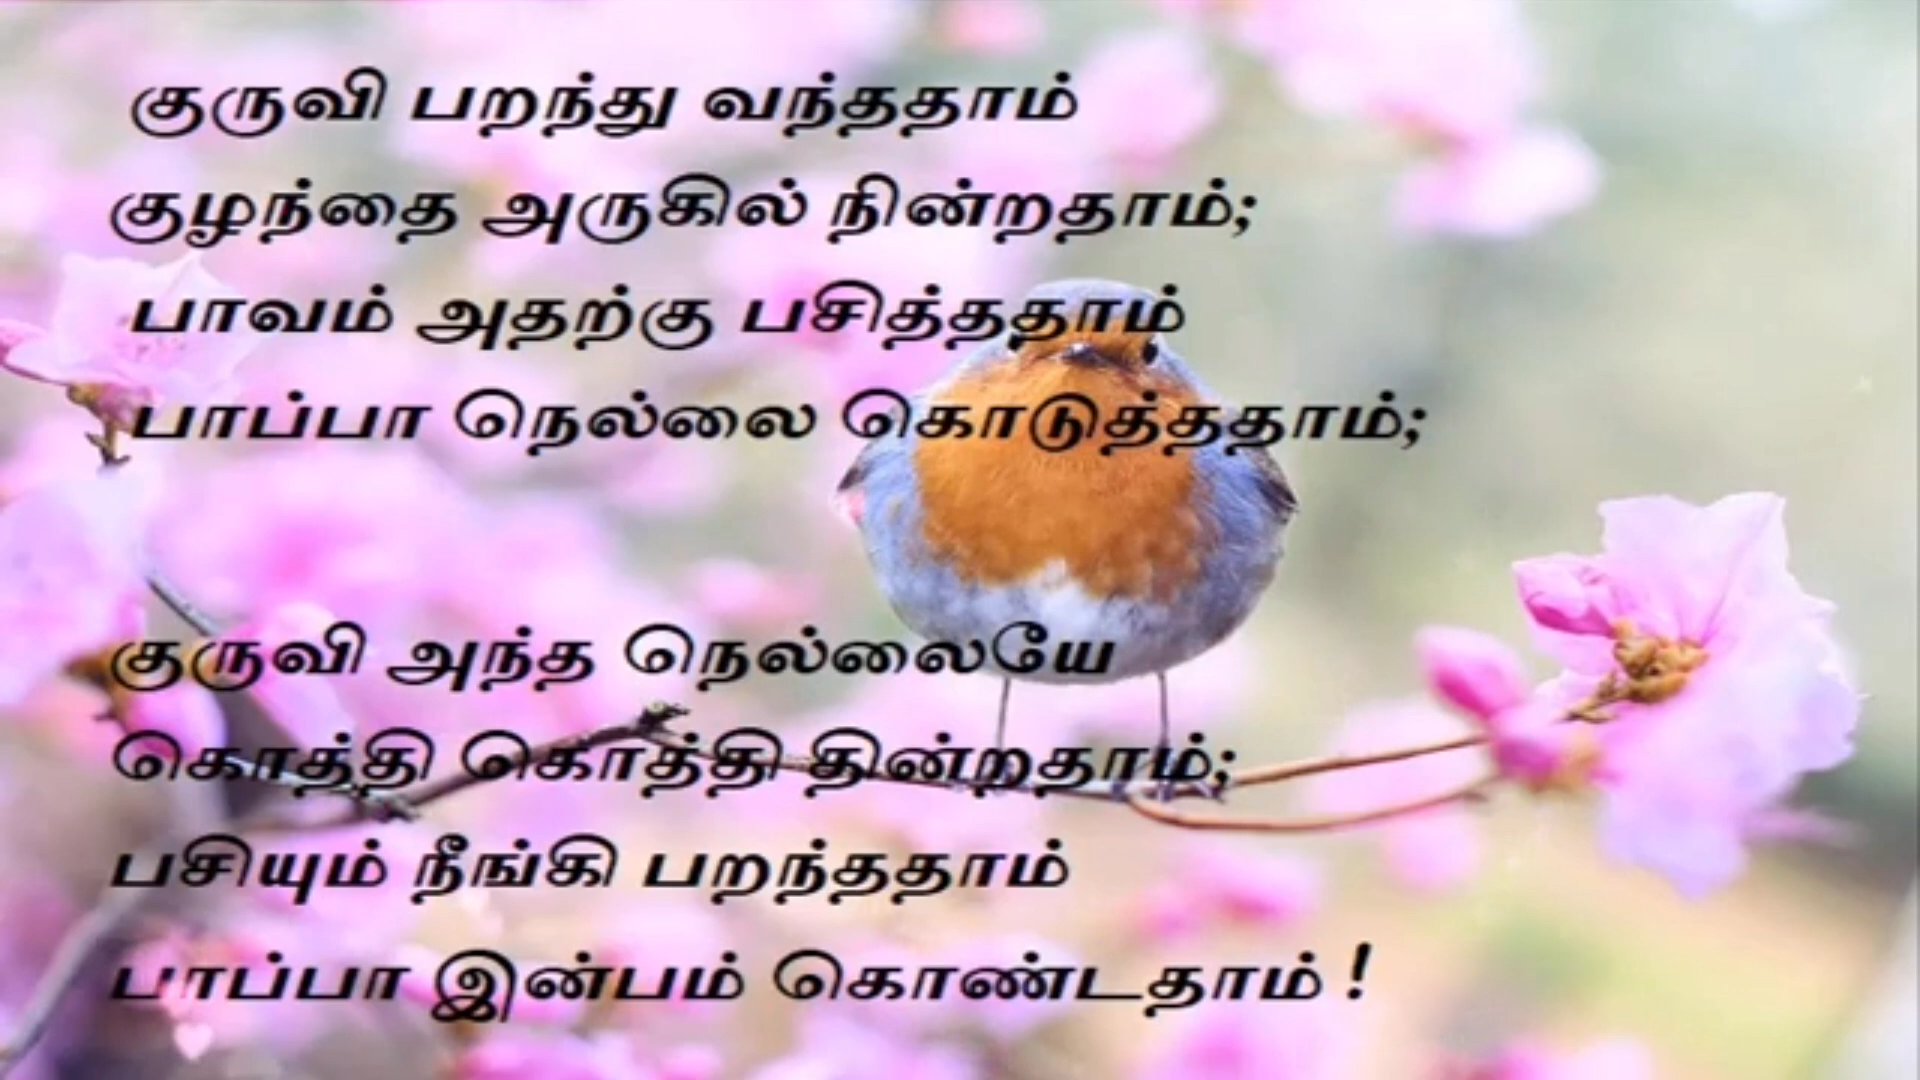 குருவி பறந்து வந்ததாம்
குழந்தை அருகில் நின்றதாம்;
பாவம் அதற்கு பசித்ததாம்
பாப்பா நெல்லை கொடுத்ததாம்;
குருவி அந்த நெல்லையே
கொத்தி கொத்தி தின்றதாம்;
பசியும் நீங்கி பறந்ததாம்
பாப்பா இன்பம் கொண்டதாம் !